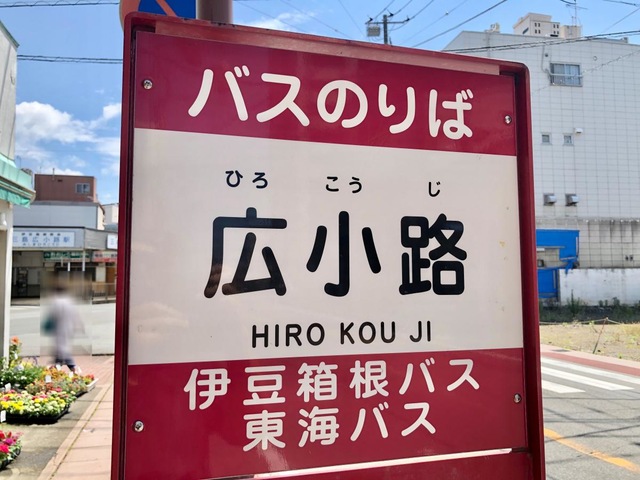 バスのりば
ひろ こう じ
広小路
HIRO KOU JI
伊豆箱根バス
東海バス